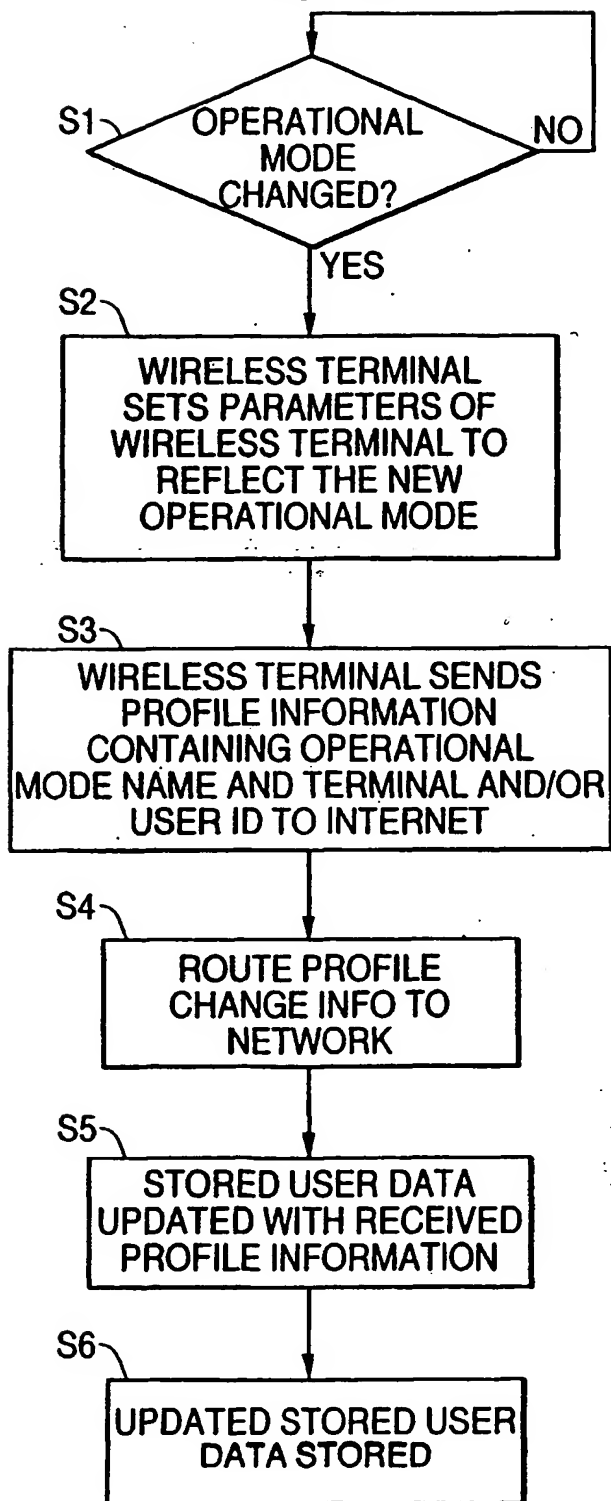 S1
OPERATIONAL
MODE
CHANGED?
NO
YES
S2
WIRELESS TERMINAL
SETS PARAMETERS OF
WIRELESS TERMINAL TO
REFLECT THE NEW
OPERATIONAL MODE
S3
WIRELESS TERMINAL SENDS
PROFILE INFORMATION
CONTAINING OPERATIONAL
MODE NAME AND TERMINAL AND/OR
USER ID TO INTERNET
S4
ROUTE PROFILE
CHANGE INFO TO
NETWORK
S5
STORED USER DATA
UPDATED WITH RECEIVED
PROFILE INFORMATION
S6
UPDATED STORED USER
DATA STORED